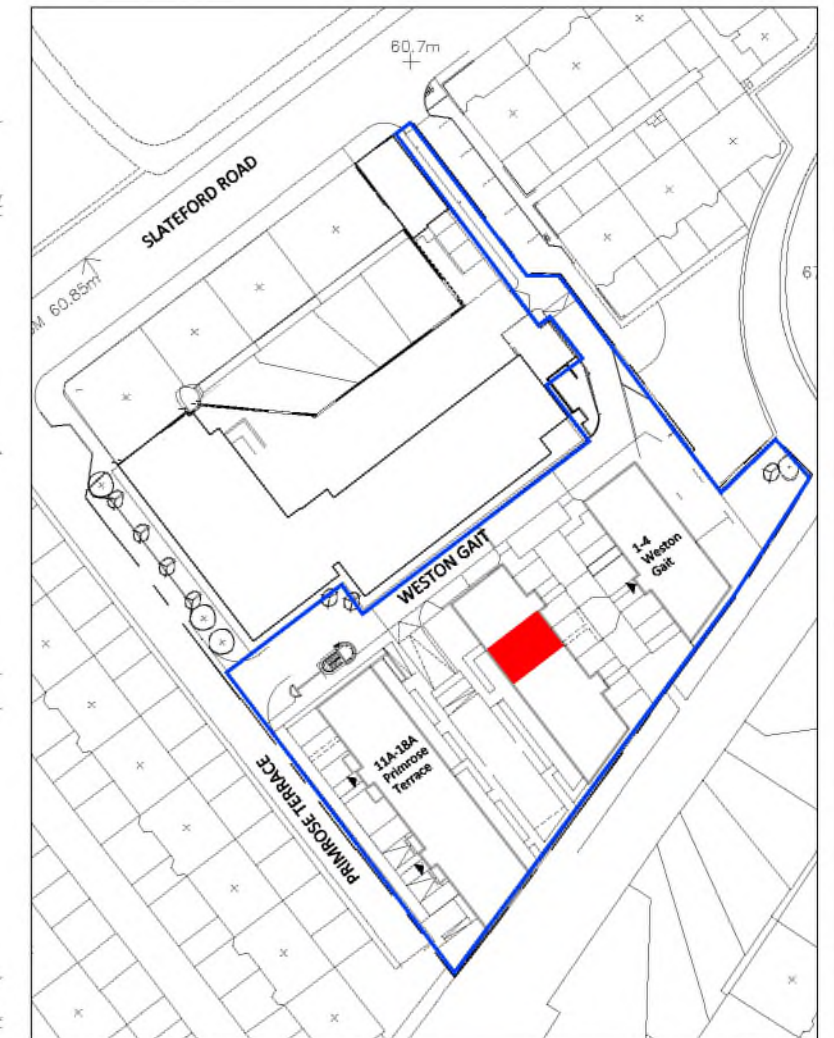 60.7m
SLATEFORD ROAD
60.85m
WESTON GAIT
1-4
Weston
Gait
11A-18A
Primrose
Terrace
PRIMROSE TERRACE